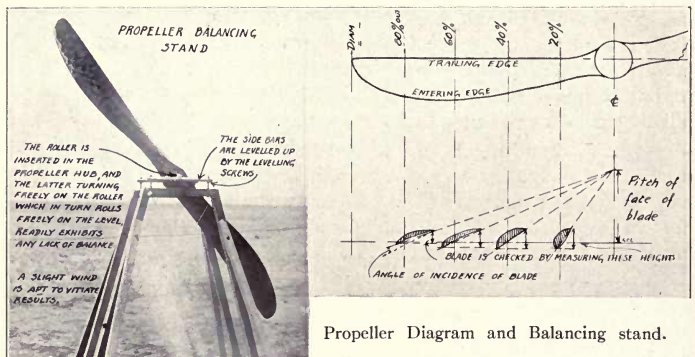 PROPELLER BALANCING
STAND
THE ROLLER IS
INSERTED IN THE
PROPELLER HUB, AND
THE LATTER TURNING
FREELY ON THE ROLLER
WHICH IN TURN ROLLS
FREELY ON THE LEVEL,
READILY EXHIBITS
ANY LACK OF BALANCE
A SLIGHT WIND
IS APT TO VITIATE
RESULTS.
THE SIDE BARS
ARE LEVELLED UP
BY THE LEVELLING
SCREWS
DIAM
80%
60%
40%
20%
TRAILING EDGE
ENTERING EDGE
Pitch of
face of
blade
BLADE IS CHECKED BY MEASURING THESE HEIGHTS
ANGLE OF INCIDENCE OF BLADE
Propeller Diagram and Balancing stand.